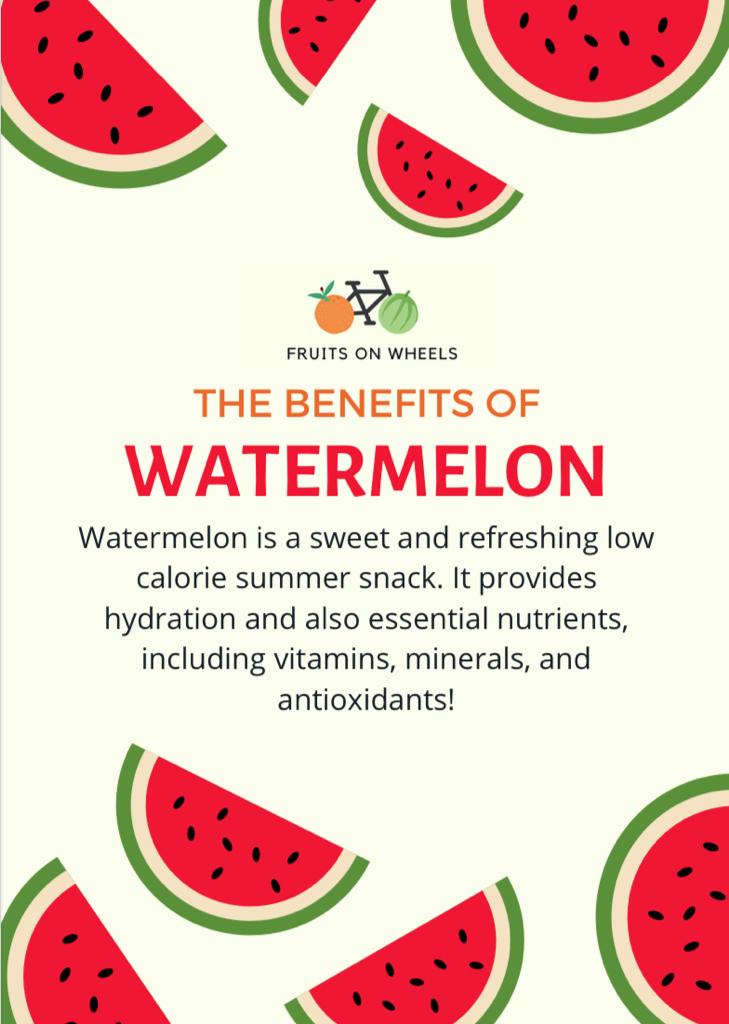 FRUITS ON WHEELS
THE BENEFITS OF
WATERMELON
Watermelon is a sweet and refreshing low
calorie summer snack. It provides
hydration and also essential nutrients,
including vitamins, minerals, and
antioxidants!